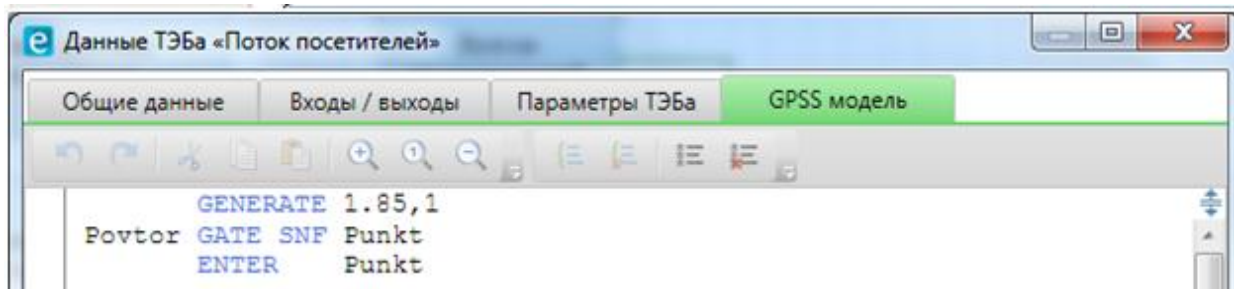 Данные ТЭБа «Поток посетителей»
Общие данные Входы / выходы Параметры ТЭБа GPSS модель
GENERATE 1.85,1
Povtor GATE SNF Punkt
ENTER Punkt